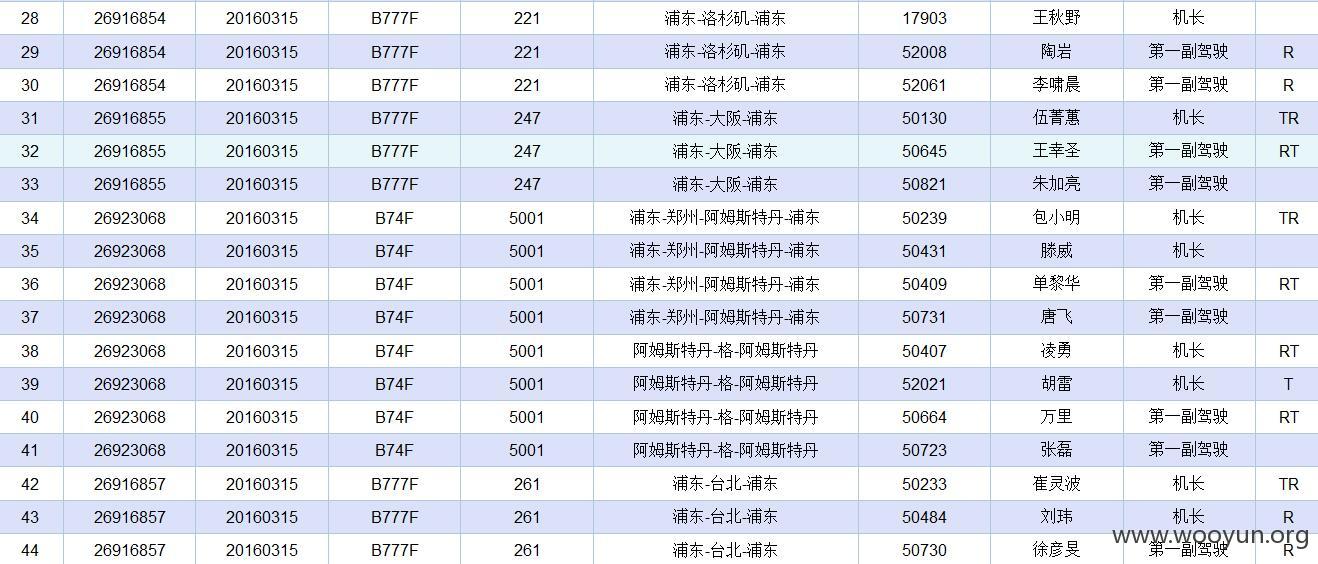 28 26916854 20160315 B777F 221 浦东-洛杉矶-浦东 17903 王秋野 机长
29 26916854 20160315 B777F 221 浦东-洛杉矶-浦东 52008 陶岩 第一副驾驶 R
30 26916854 20160315 B777F 221 浦东-洛杉矶-浦东 52061 李啸晨 第一副驾驶 R
31 26916855 20160315 B777F 247 浦东-大阪-浦东 50130 伍菁蕙 机长 TR
32 26916855 20160315 B777F 247 浦东-大阪-浦东 50645 王幸圣 第一副驾驶 RT
33 26916855 20160315 B777F 247 浦东-大阪-浦东 50821 朱加亮 第一副驾驶
34 26923068 20160315 B74F 5001 浦东-郑州-阿姆斯特丹-浦东 50239 包小明 机长 TR
35 26923068 20160315 B74F 5001 浦东-郑州-阿姆斯特丹-浦东 50431 滕威 机长
36 26923068 20160315 B74F 5001 浦东-郑州-阿姆斯特丹-浦东 50409 单黎华 第一副驾驶 RT
37 26923068 20160315 B74F 5001 浦东-郑州-阿姆斯特丹-浦东 50731 唐飞 第一副驾驶
38 26923068 20160315 B74F 5001 阿姆斯特丹-格-阿姆斯特丹 50407 凌勇 机长 RT
39 26923068 20160315 B74F 5001 阿姆斯特丹-格-阿姆斯特丹 52021 胡雷 机长 T
40 26923068 20160315 B74F 5001 阿姆斯特丹-格-阿姆斯特丹 50664 万里 第一副驾驶 RT
41 26923068 20160315 B74F 5001 阿姆斯特丹-格-阿姆斯特丹 50723 张磊 第一副驾驶
42 26916857 20160315 B777F 261 浦东-台北-浦东 50233 崔灵波 机长 TR
43 26916857 20160315 B777F 261 浦东-台北-浦东 50484 刘玮 机长 R
44 26916857 20160315 B777F 261 浦东-台北-浦东 50730 徐彦旻 第一副驾驶 R
www.wooyun.org